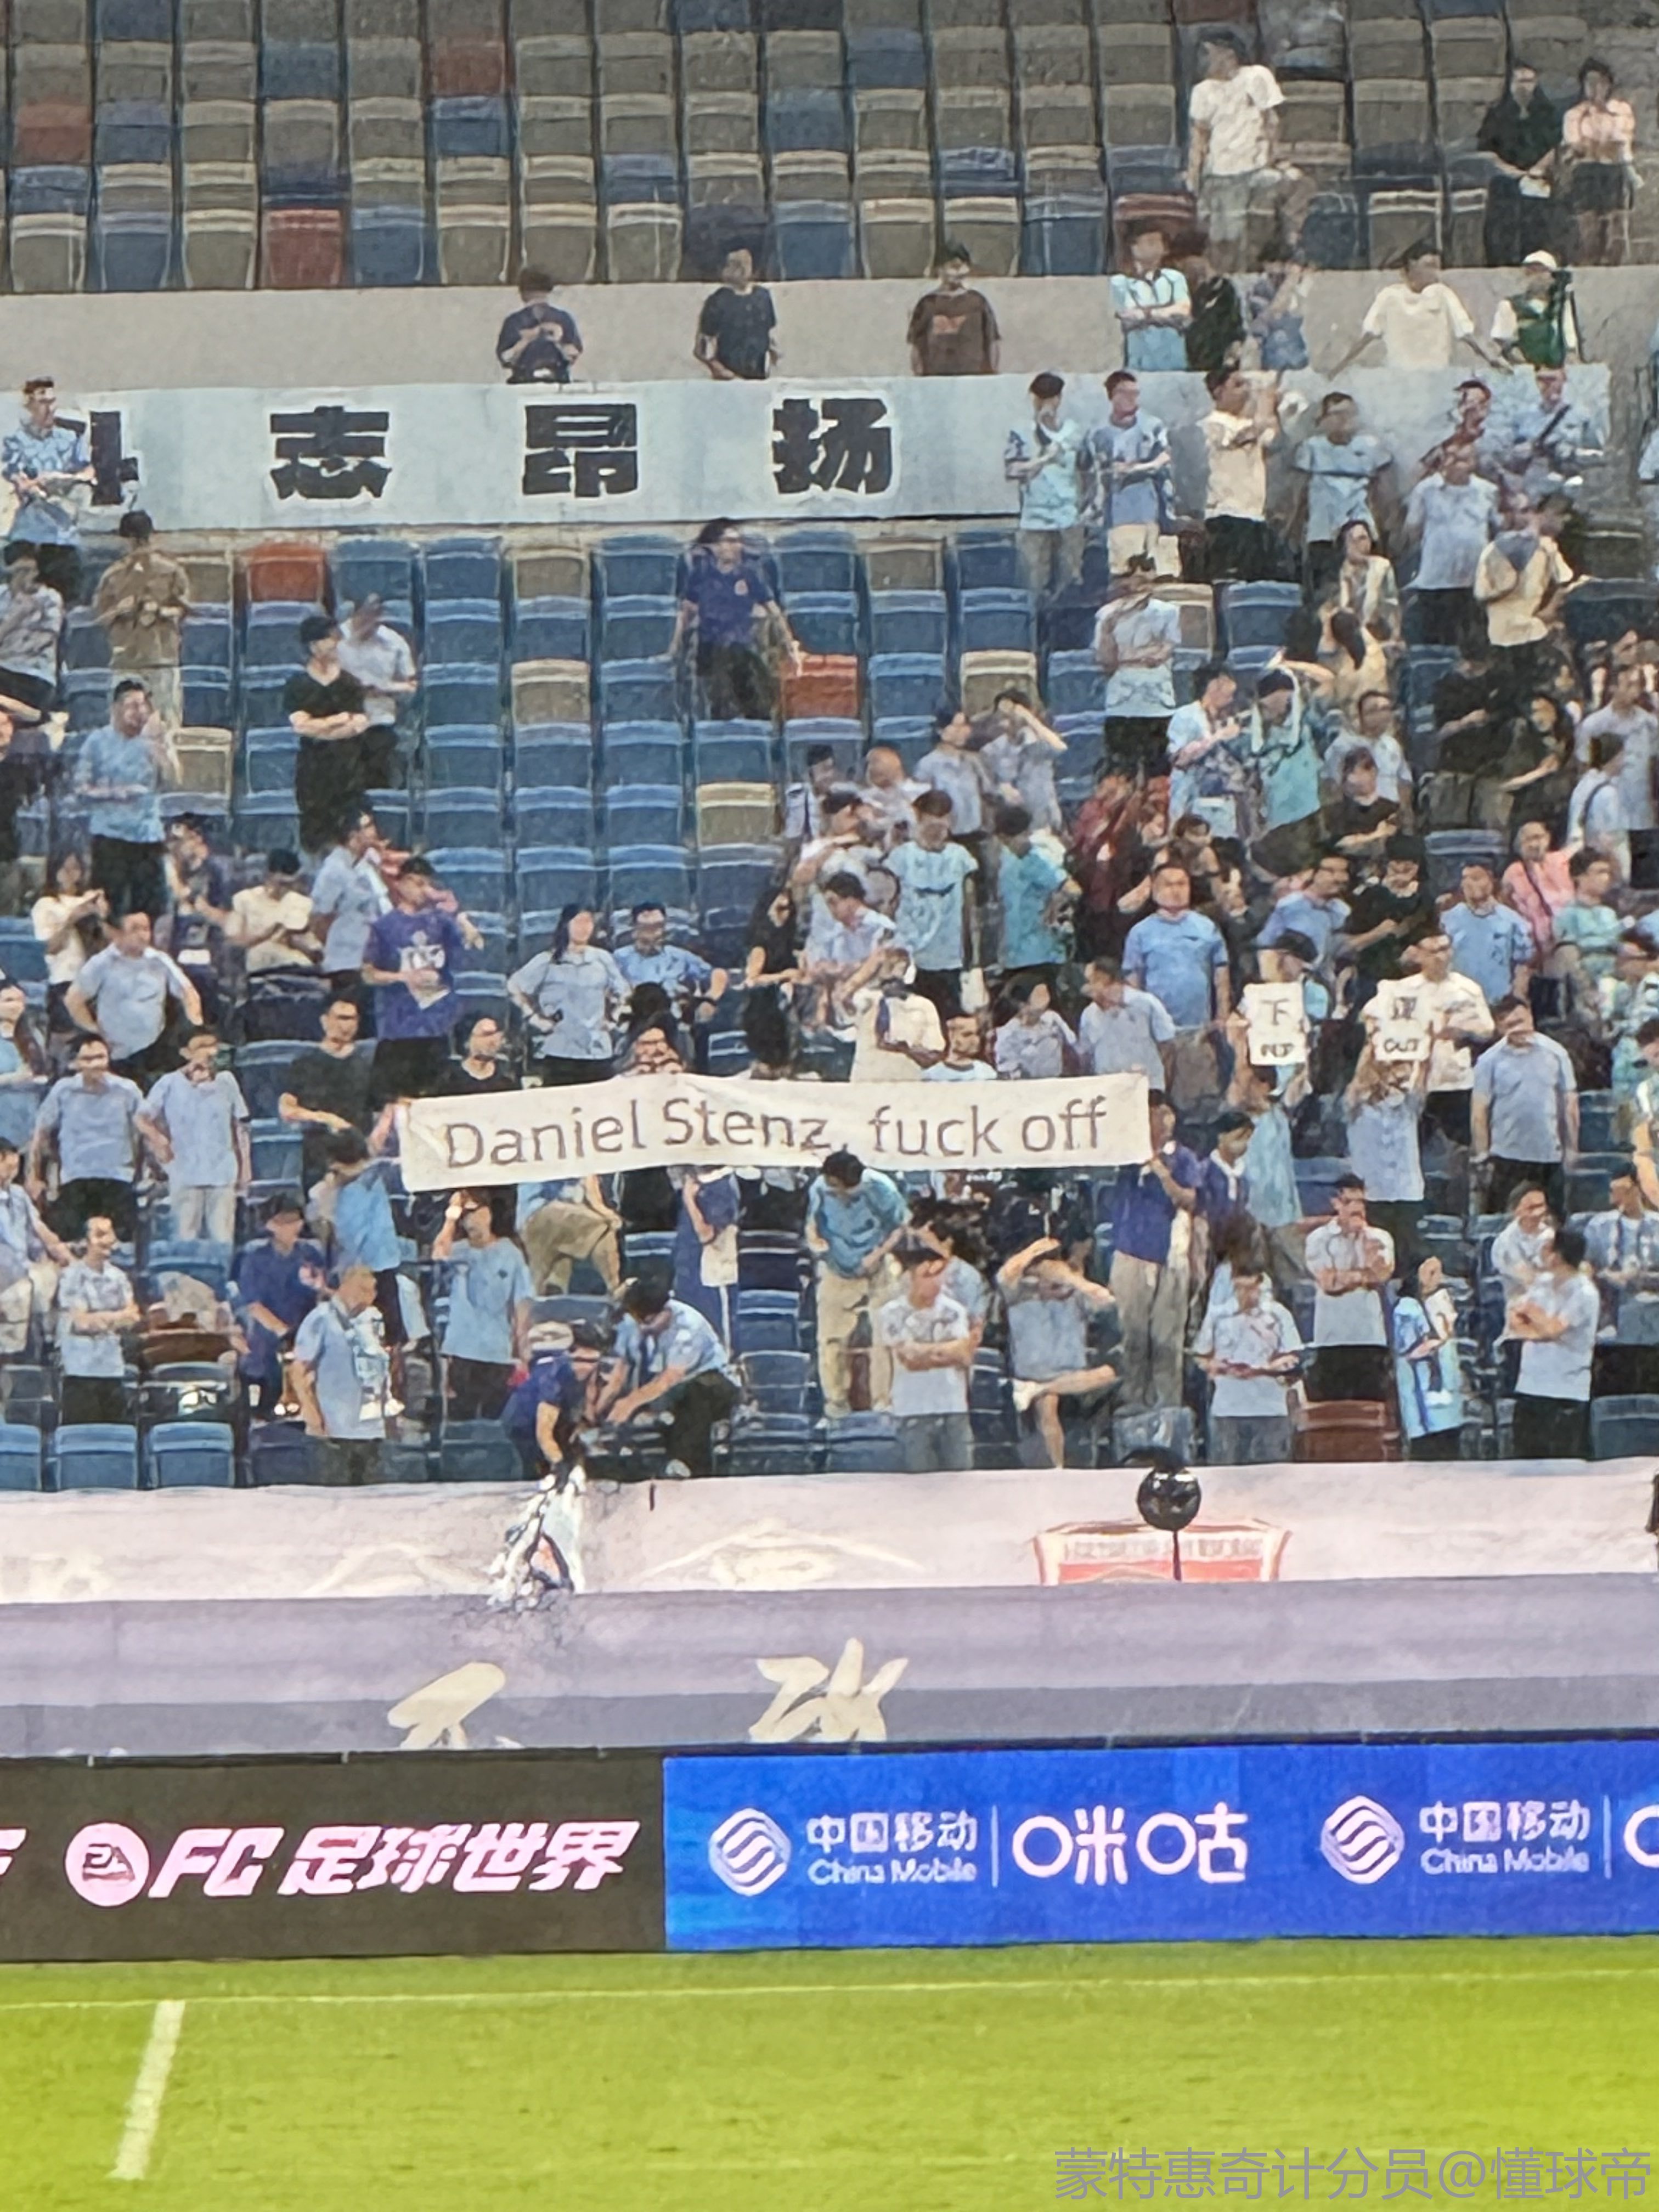 斗 志 昂 扬
下
课
OUT
Daniel Stenz, fuck off
FC 足球世界
中国移动
China Mobile
咪咕
中国移动
China Mobile
蒙特惠奇计分员@懂球帝